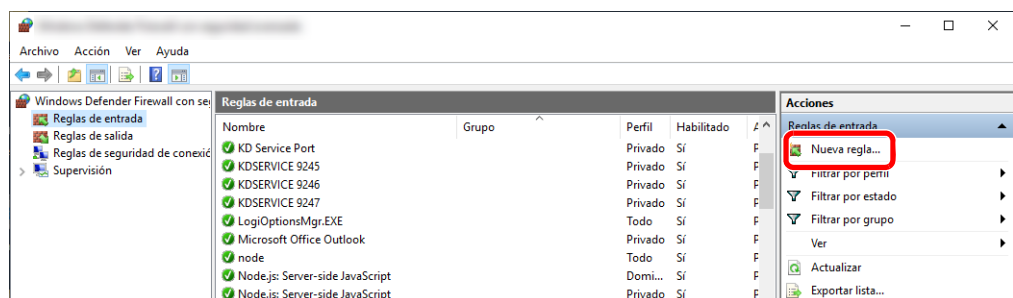 Archivo Acción Ver Ayuda
Windows Defender Firewall con se
Reglas de entrada
Reglas de salida
Reglas de seguridad de conexió
Supervisión
Reglas de entrada
Nombre Grupo Perfil Habilitado
KD Service Port Privado Sí
KDSERVICE 9245 Privado Sí
KDSERVICE 9246 Privado Sí
KDSERVICE 9247 Privado Sí
LogiOptionsMgr.EXE Todo Sí
Microsoft Office Outlook Privado Sí
node Todo Sí
Node.js: Server-side JavaScript Domi... Sí
Node.js: Server-side JavaScript Privado Sí
Acciones
Reglas de entrada
Nueva regla...
Filtrar por perfil
Filtrar por estado
Filtrar por grupo
Ver
Actualizar
Exportar lista...